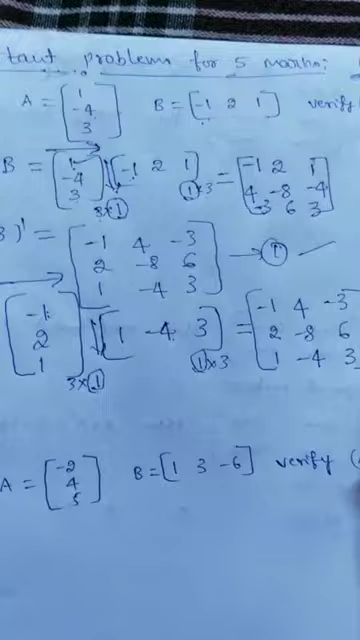 tant problems for 5 marks:
A = [1 -4 3] B = [-1 2 1] verify
B = [1 -4 3] 3×1 [-1 2 1] 1×3 = [-1 2 1
4 -8 -4
-3 6 3]
)' = [-1 4 -3
2 -8 6
1 -4 3] → 1
[-1 2 1] 3×1 [1 -4 3] 1×3 = [-1 4 -3
2 -8 6
1 -4 3
A = [-2 4 5] B = [1 3 -6] verify (